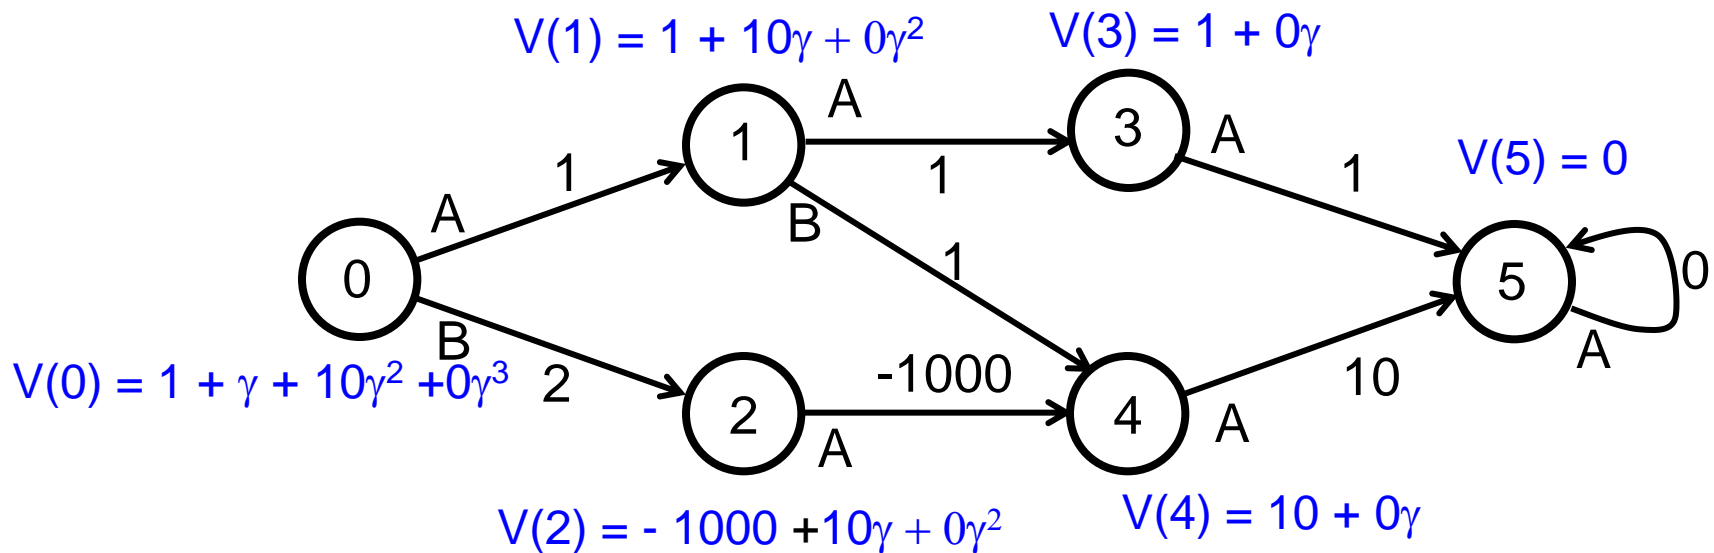 V(1) = 1 + 10γ + 0γ²
V(3) = 1 + 0γ
A
1
A
3
A
1
1
1
V(5) = 0
A
B
0
1
5
0
B
A
V(0) = 1 + γ + 10γ² +0γ³
2
-1000
10
2
4
A
A
V(2) = - 1000 +10γ + 0γ²
V(4) = 10 + 0γ